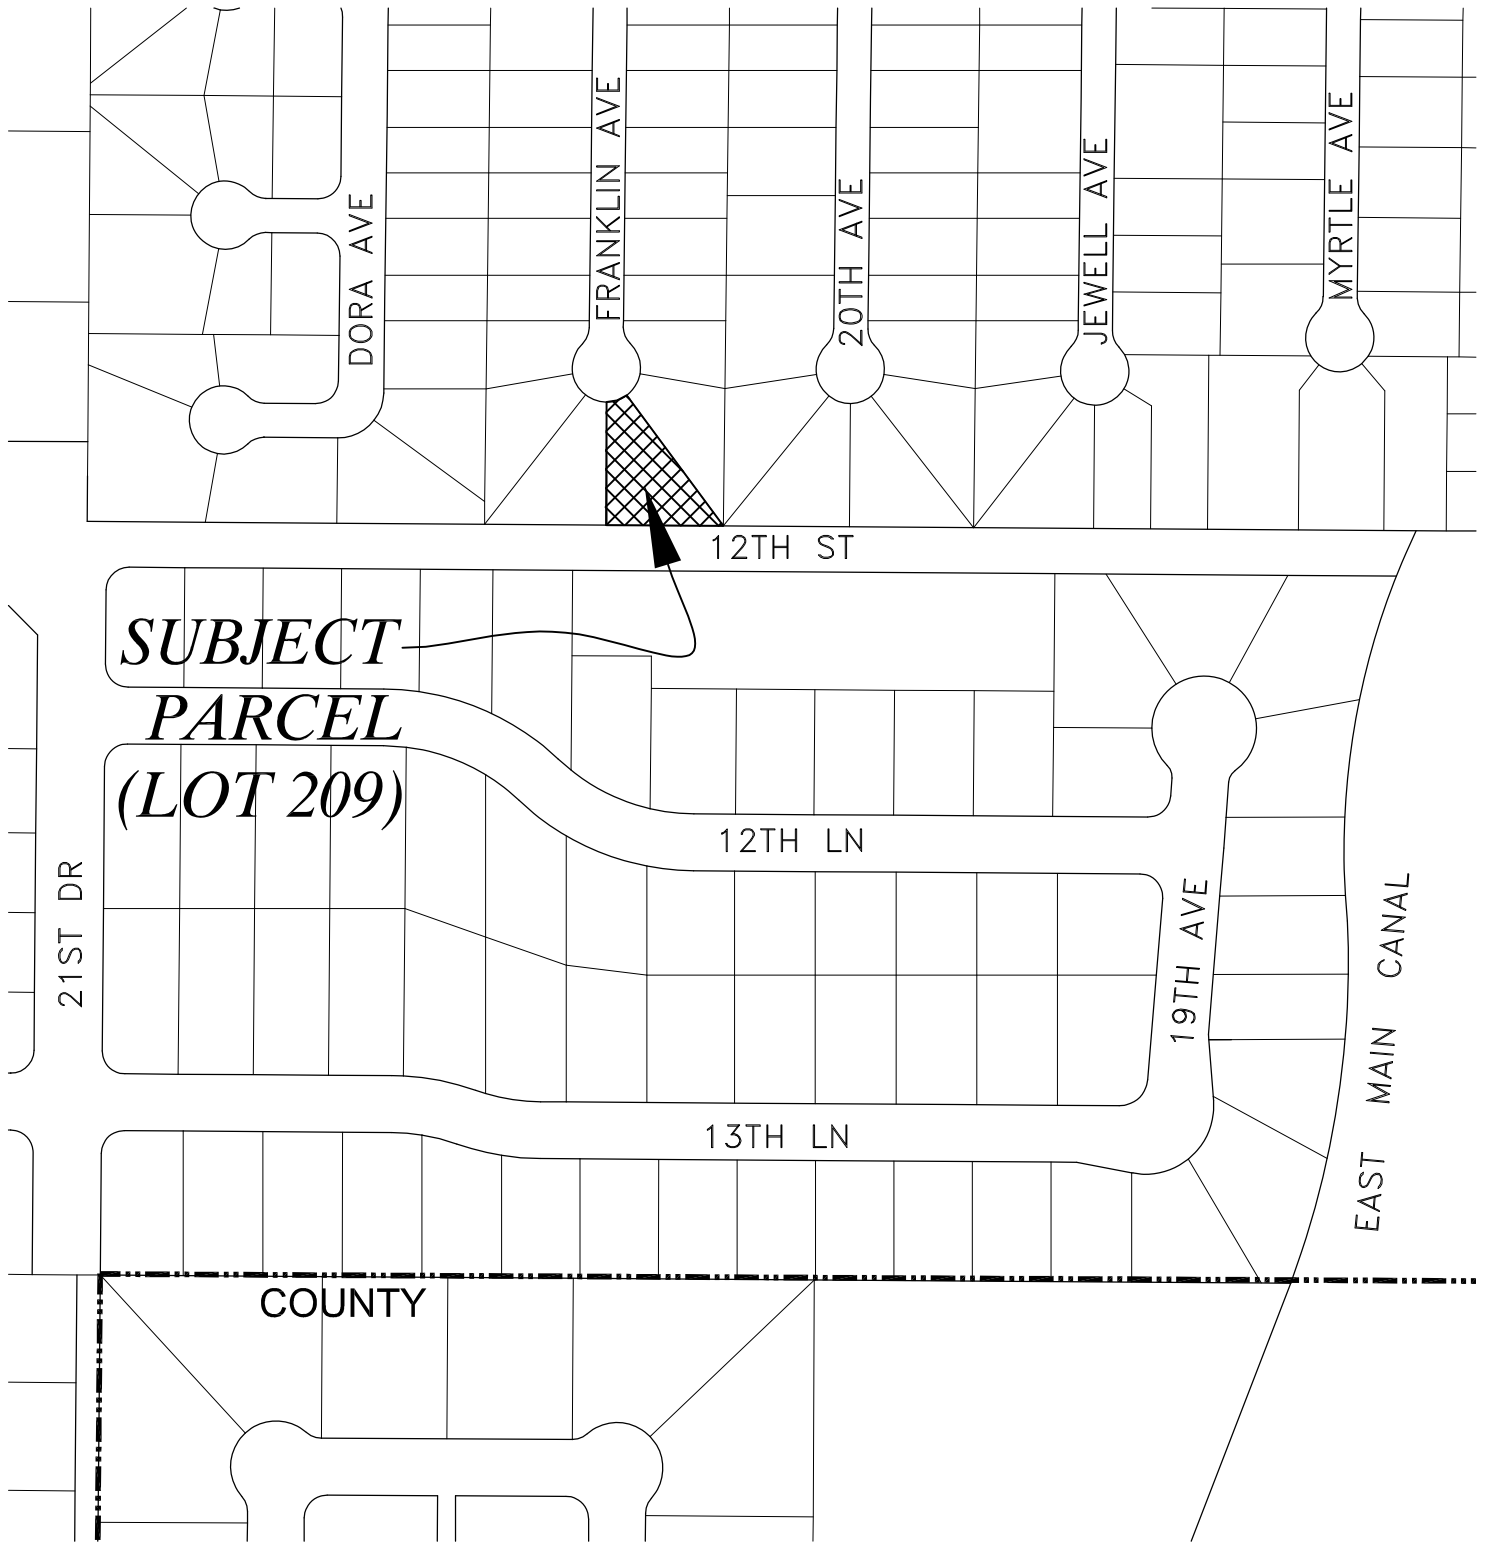 FRANKLIN AVE
MYRTLE AVE
JEWELL AVE
20TH AVE
DORA AVE
12TH ST
SUBJECT
PARCEL
(LOT 209)
12TH LN
21ST DR
19TH AVE
EAST MAIN CANAL
13TH LN
COUNTY